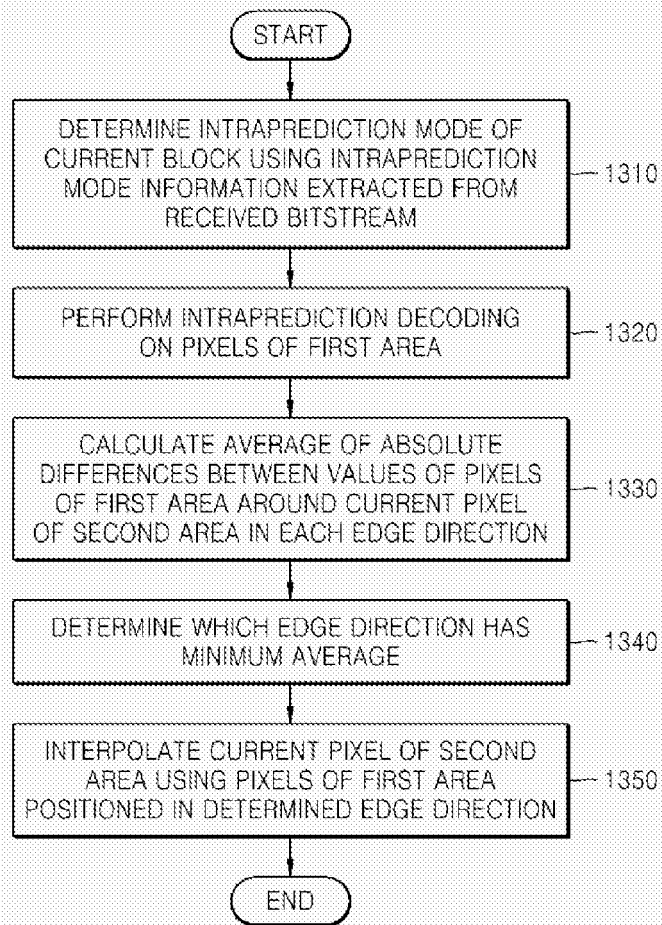 START
DETERMINE INTRAPREDICTION MODE OF
CURRENT BLOCK USING INTRAPREDICTION
MODE INFORMATION EXTRACTED FROM
RECEIVED BITSTREAM
1310
PERFORM INTRAPREDICTION DECODING
ON PIXELS OF FIRST AREA
1320
CALCULATE AVERAGE OF ABSOLUTE
DIFFERENCES BETWEEN VALUES OF PIXELS
OF FIRST AREA AROUND CURRENT PIXEL
OF SECOND AREA IN EACH EDGE DIRECTION
1330
DETERMINE WHICH EDGE DIRECTION HAS
MINIMUM AVERAGE
1340
INTERPOLATE CURRENT PIXEL OF SECOND
AREA USING PIXELS OF FIRST AREA
POSITIONED IN DETERMINED EDGE DIRECTION
1350
END